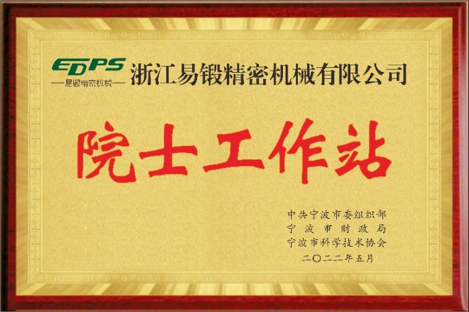 EDPS
易锻精密机械
浙江易锻精密机械有限公司
院士工作站
中共宁波市委组织部
宁波市财政局
宁波市科学技术协会
二〇二二年五月